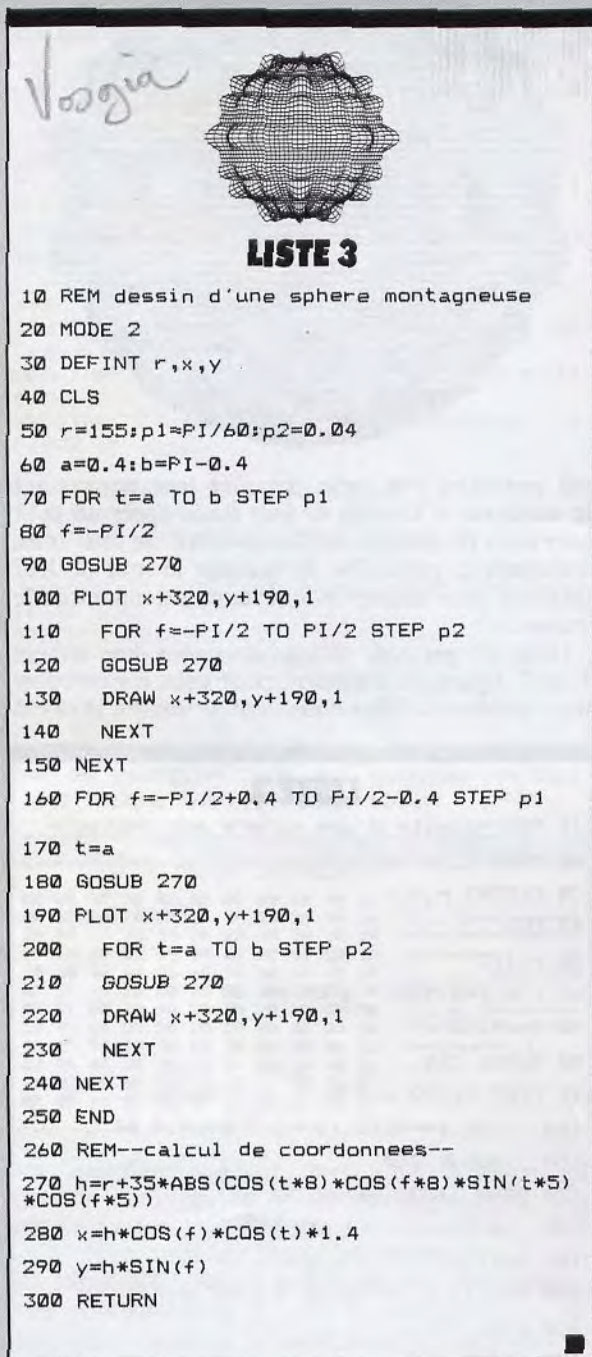 Vosgia
LISTE 3
10 REM dessin d'une sphere montagneuse
20 MODE 2
30 DEFINT r,x,y
40 CLS
50 r=155:p1=PI/60:p2=0.04
60 a=0.4:b=PI-0.4
70 FOR t=a TO b STEP p1
80 f=-PI/2
90 GOSUB 270
100 PLOT x+320,y+190,1
110 FOR f=-PI/2 TO PI/2 STEP p2
120 GOSUB 270
130 DRAW x+320,y+190,1
140 NEXT
150 NEXT
160 FOR f=-PI/2+0.4 TO PI/2-0.4 STEP p1
170 t=a
180 GOSUB 270
190 PLOT x+320,y+190,1
200 FOR t=a TO b STEP p2
210 GOSUB 270
220 DRAW x+320,y+190,1
230 NEXT
240 NEXT
250 END
260 REM--calcul de coordonnees--
270 h=r+35*ABS(COS(t*8)*COS(f*8)*SIN(t*5)
*COS(f*5))
280 x=h*COS(f)*COS(t)*1.4
290 y=h*SIN(f)
300 RETURN